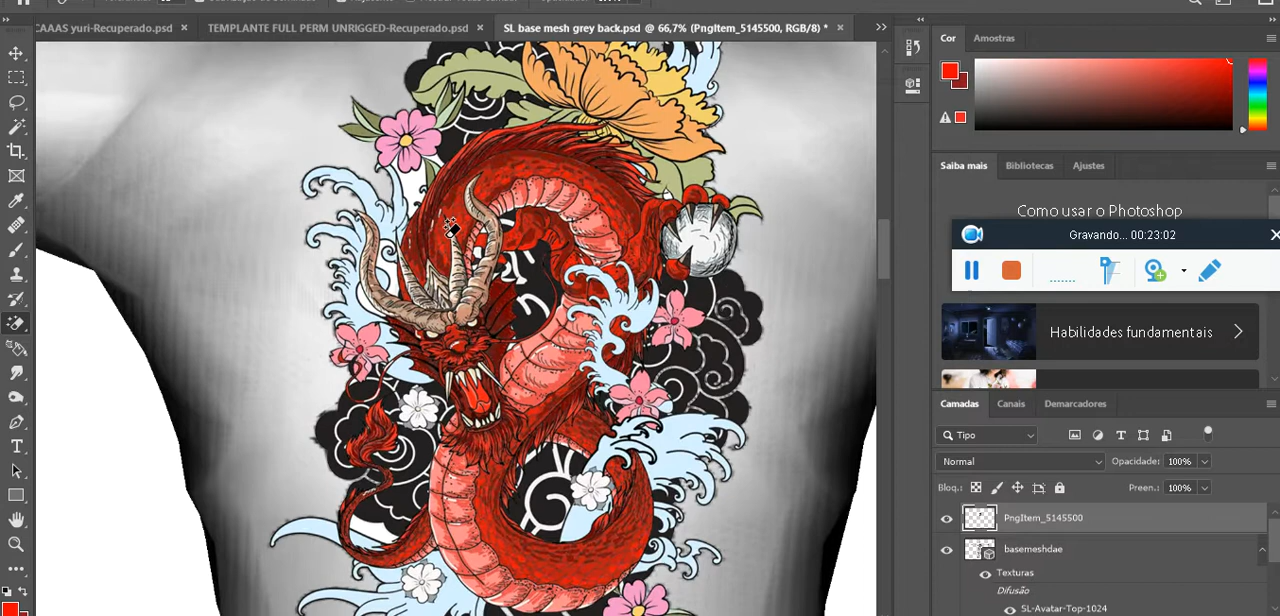 CAAAS yuri-Recuperado.psd × TEMPLANTE FULL PERM UNRIGGED-Recuperado.psd × SL base mesh grey back.psd @ 66,7% (PngItem_5145500, RGB/8) * ×
Cor Amostras
Saiba mais Bibliotecas Ajustes
Como usar o Photoshop
Gravando... 00:23:02
Habilidades fundamentais
Camadas Canais Demarcadores
Tipo
Normal Opacidade: 100%
Bloq.: Preen.: 100%
PngItem_5145500
basemeshdae
Texturas
Difusão
SL-Avatar-Top-1024